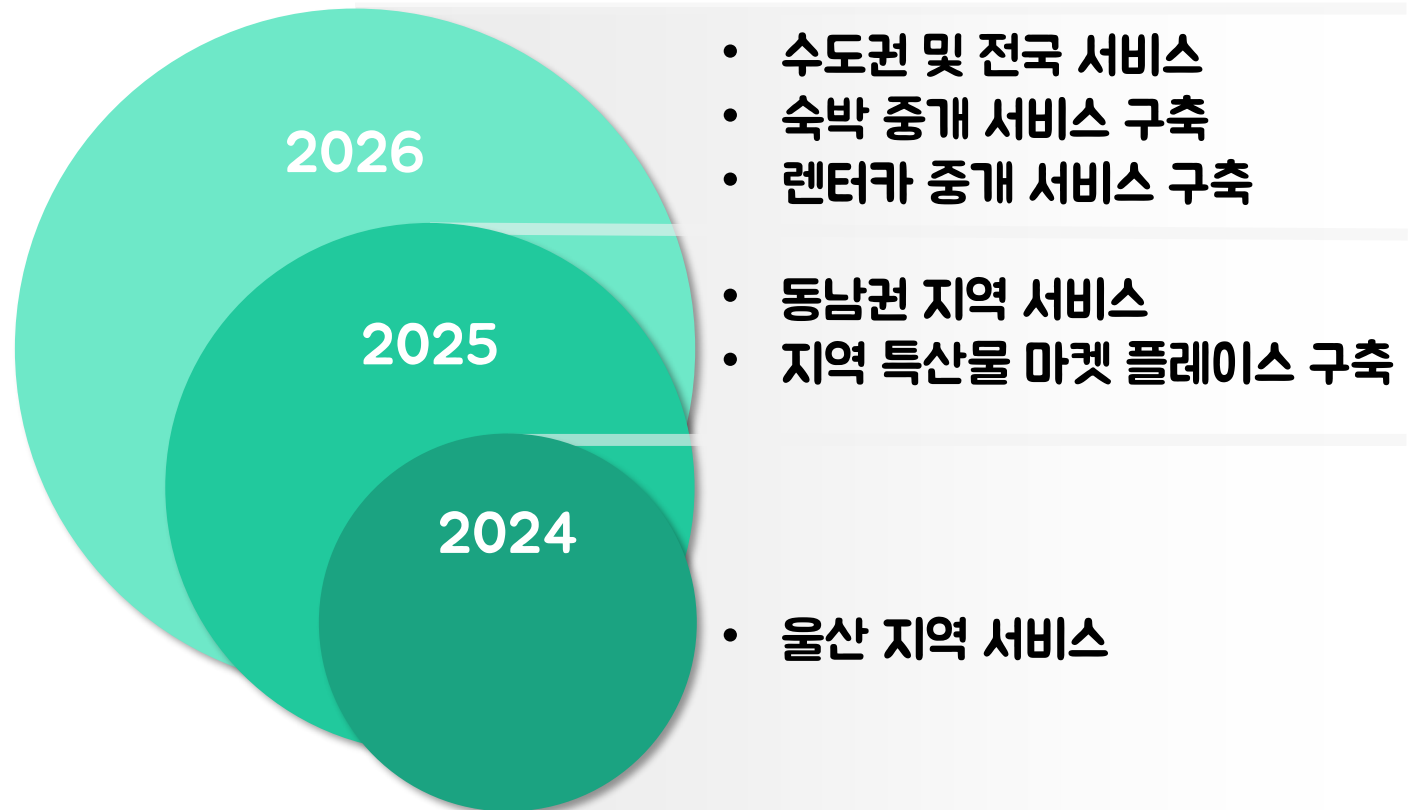 2026
• 수도권 및 전국 서비스
• 숙박 중개 서비스 구축
• 렌터카 중개 서비스 구축
2025
• 동남권 지역 서비스
• 지역 특산물 마켓 플레이스 구축
2024
• 울산 지역 서비스